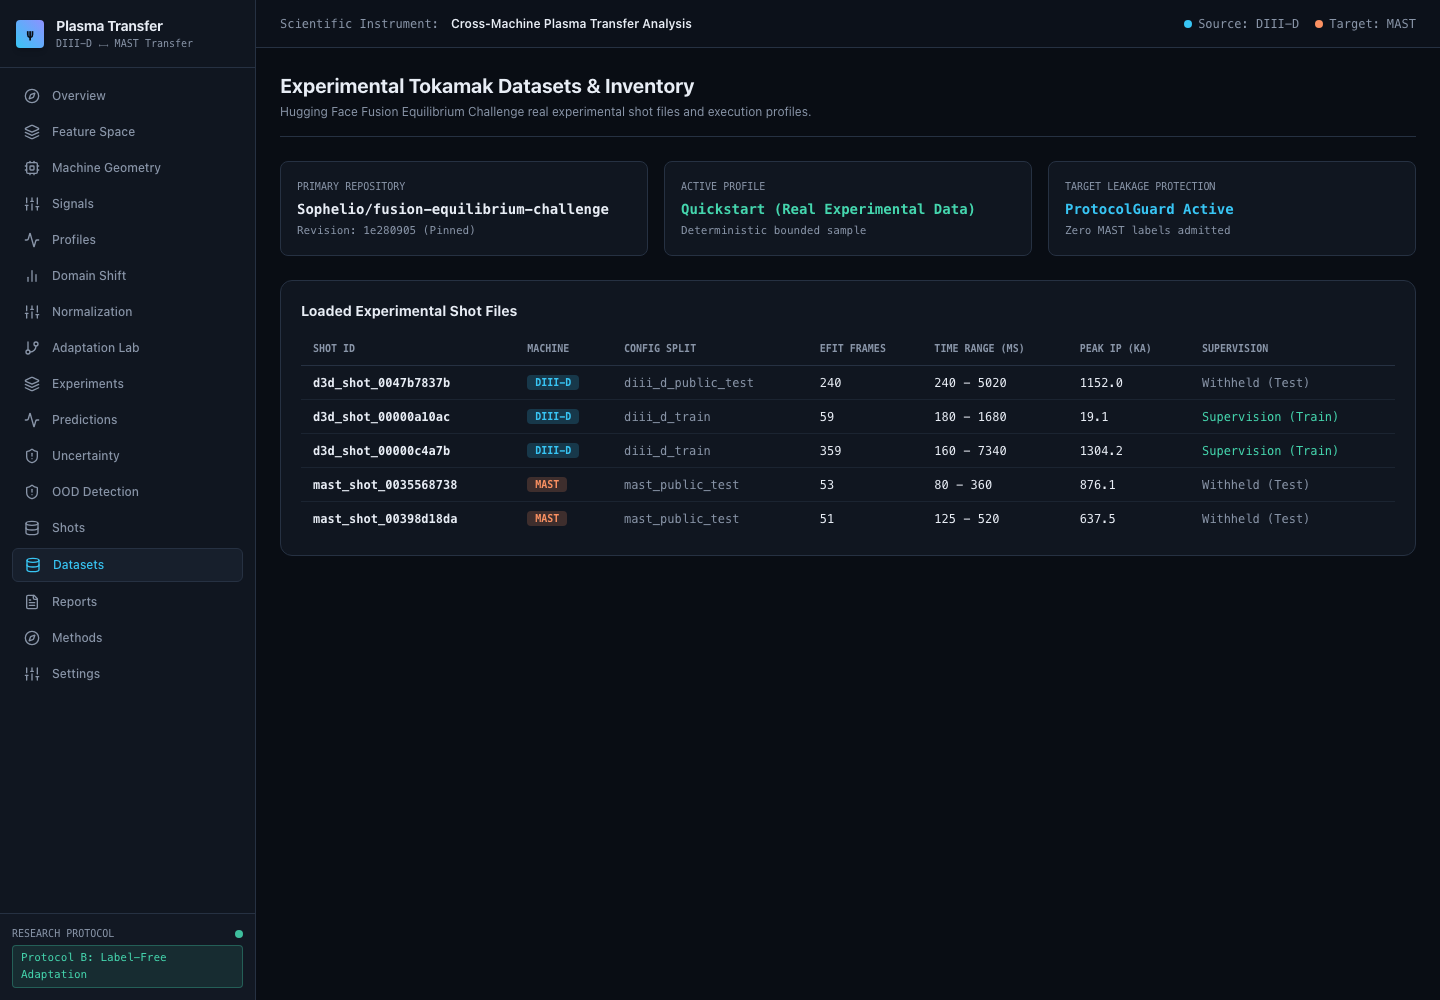 Plasma Transfer
DIII-D ↔ MAST Transfer
Overview
Feature Space
Machine Geometry
Signals
Profiles
Domain Shift
Normalization
Adaptation Lab
Experiments
Predictions
Uncertainty
OOD Detection
Shots
Datasets
Reports
Methods
Settings
RESEARCH PROTOCOL
Protocol B: Label-Free
Adaptation
Scientific Instrument: Cross-Machine Plasma Transfer Analysis
Source: DIII-D Target: MAST
Experimental Tokamak Datasets & Inventory
Hugging Face Fusion Equilibrium Challenge real experimental shot files and execution profiles.
PRIMARY REPOSITORY
Sophelio/fusion-equilibrium-challenge
Revision: 1e280905 (Pinned)
ACTIVE PROFILE
Quickstart (Real Experimental Data)
Deterministic bounded sample
TARGET LEAKAGE PROTECTION
ProtocolGuard Active
Zero MAST labels admitted
Loaded Experimental Shot Files
SHOT ID MACHINE CONFIG SPLIT EFIT FRAMES TIME RANGE (MS) PEAK IP (KA) SUPERVISION
d3d_shot_0047b7837b DIII-D diii_d_public_test 240 240 - 5020 1152.0 Withheld (Test)
d3d_shot_00000a10ac DIII-D diii_d_train 59 180 - 1680 19.1 Supervision (Train)
d3d_shot_00000c4a7b DIII-D diii_d_train 359 160 - 7340 1304.2 Supervision (Train)
mast_shot_0035568738 MAST mast_public_test 53 80 - 360 876.1 Withheld (Test)
mast_shot_00398d18da MAST mast_public_test 51 125 - 520 637.5 Withheld (Test)